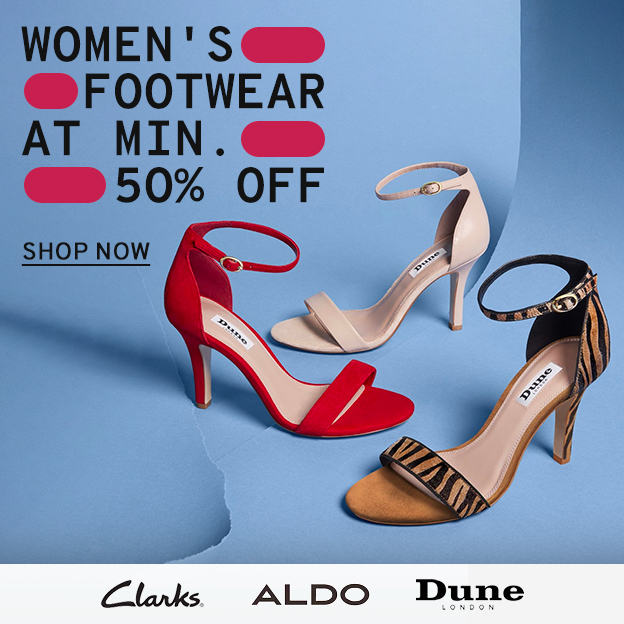 WOMEN'S
FOOTWEAR
AT MIN.
50% OFF
SHOP NOW
Dune
Dune
Dune
Clarks.
ALDO
Dune
LONDON